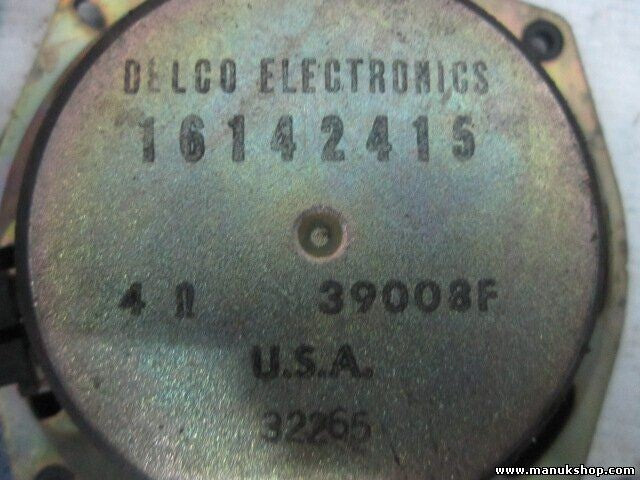 DELCO ELECTRONICS
16142415
4 Ω 39008F
U.S.A.
32265
www.manukshop.com